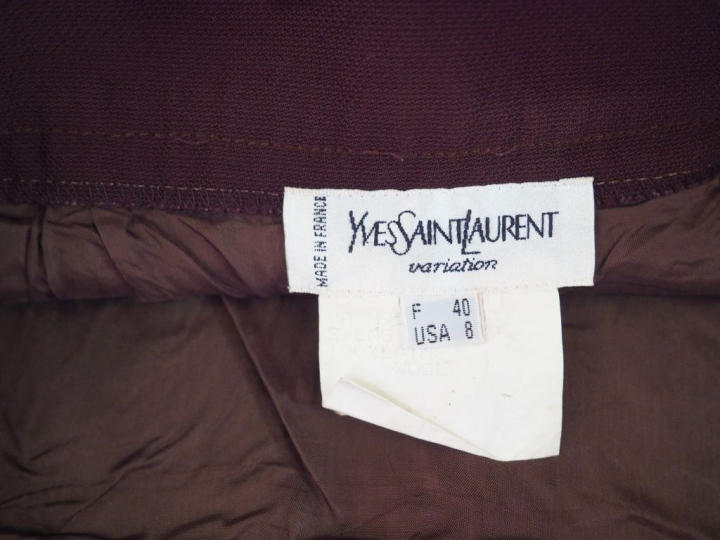 MADE IN FRANCE
YVESSAINTLAURENT
variation
F 40
USA 8